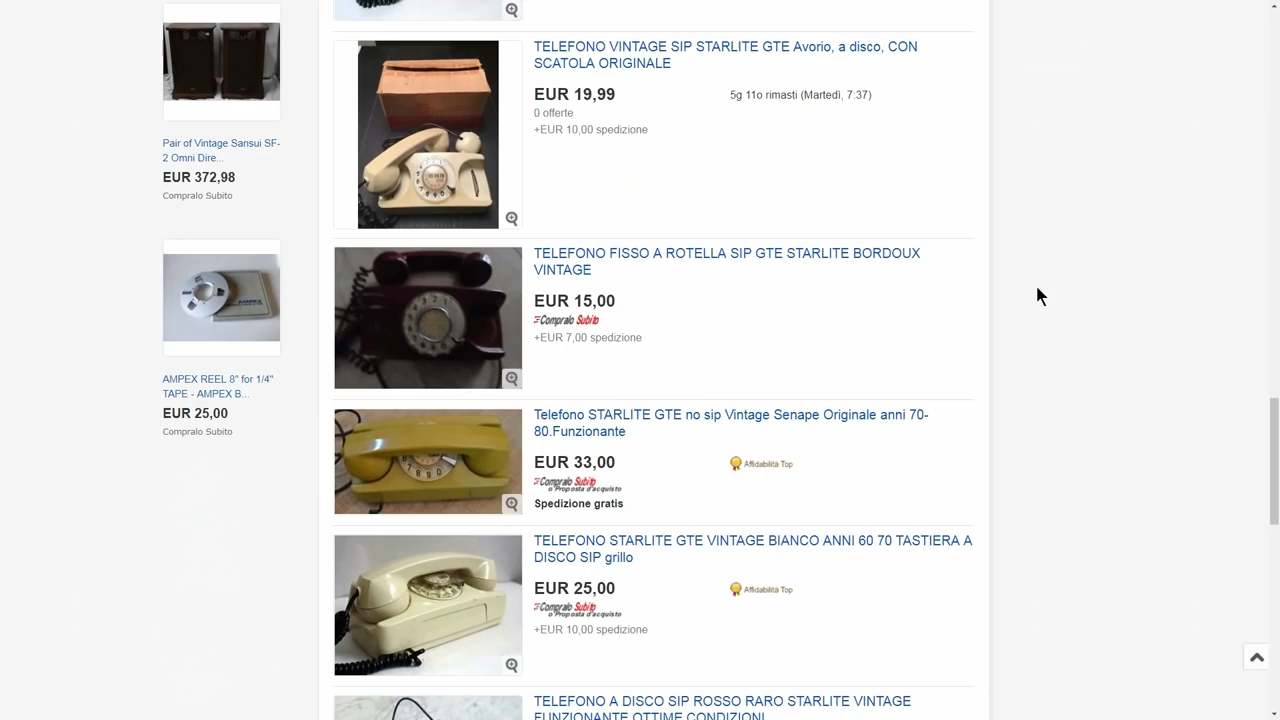 Pair of Vintage Sansui SF-
2 Omni Dire...
EUR 372,98
Compralo Subito
AMPEX REEL 8" for 1/4"
TAPE - AMPEX B...
EUR 25,00
Compralo Subito
TELEFONO VINTAGE SIP STARLITE GTE Avorio, a disco, CON
SCATOLA ORIGINALE
EUR 19,99
5g 11o rimasti (Martedì, 7:37)
0 offerte
+EUR 10,00 spedizione
TELEFONO FISSO A ROTELLA SIP GTE STARLITE BORDOUX
VINTAGE
EUR 15,00
Compralo Subito
+EUR 7,00 spedizione
Telefono STARLITE GTE no sip Vintage Senape Originale anni 70-
80.Funzionante
EUR 33,00
Affidabilità Top
Compralo Subito
o Proposta d'acquisto
Spedizione gratis
TELEFONO STARLITE GTE VINTAGE BIANCO ANNI 60 70 TASTIERA A
DISCO SIP grillo
EUR 25,00
Affidabilità Top
Compralo Subito
o Proposta d'acquisto
+EUR 10,00 spedizione
TELEFONO A DISCO SIP ROSSO RARO STARLITE VINTAGE
FUNZIONANTE OTTIME CONDIZIONI